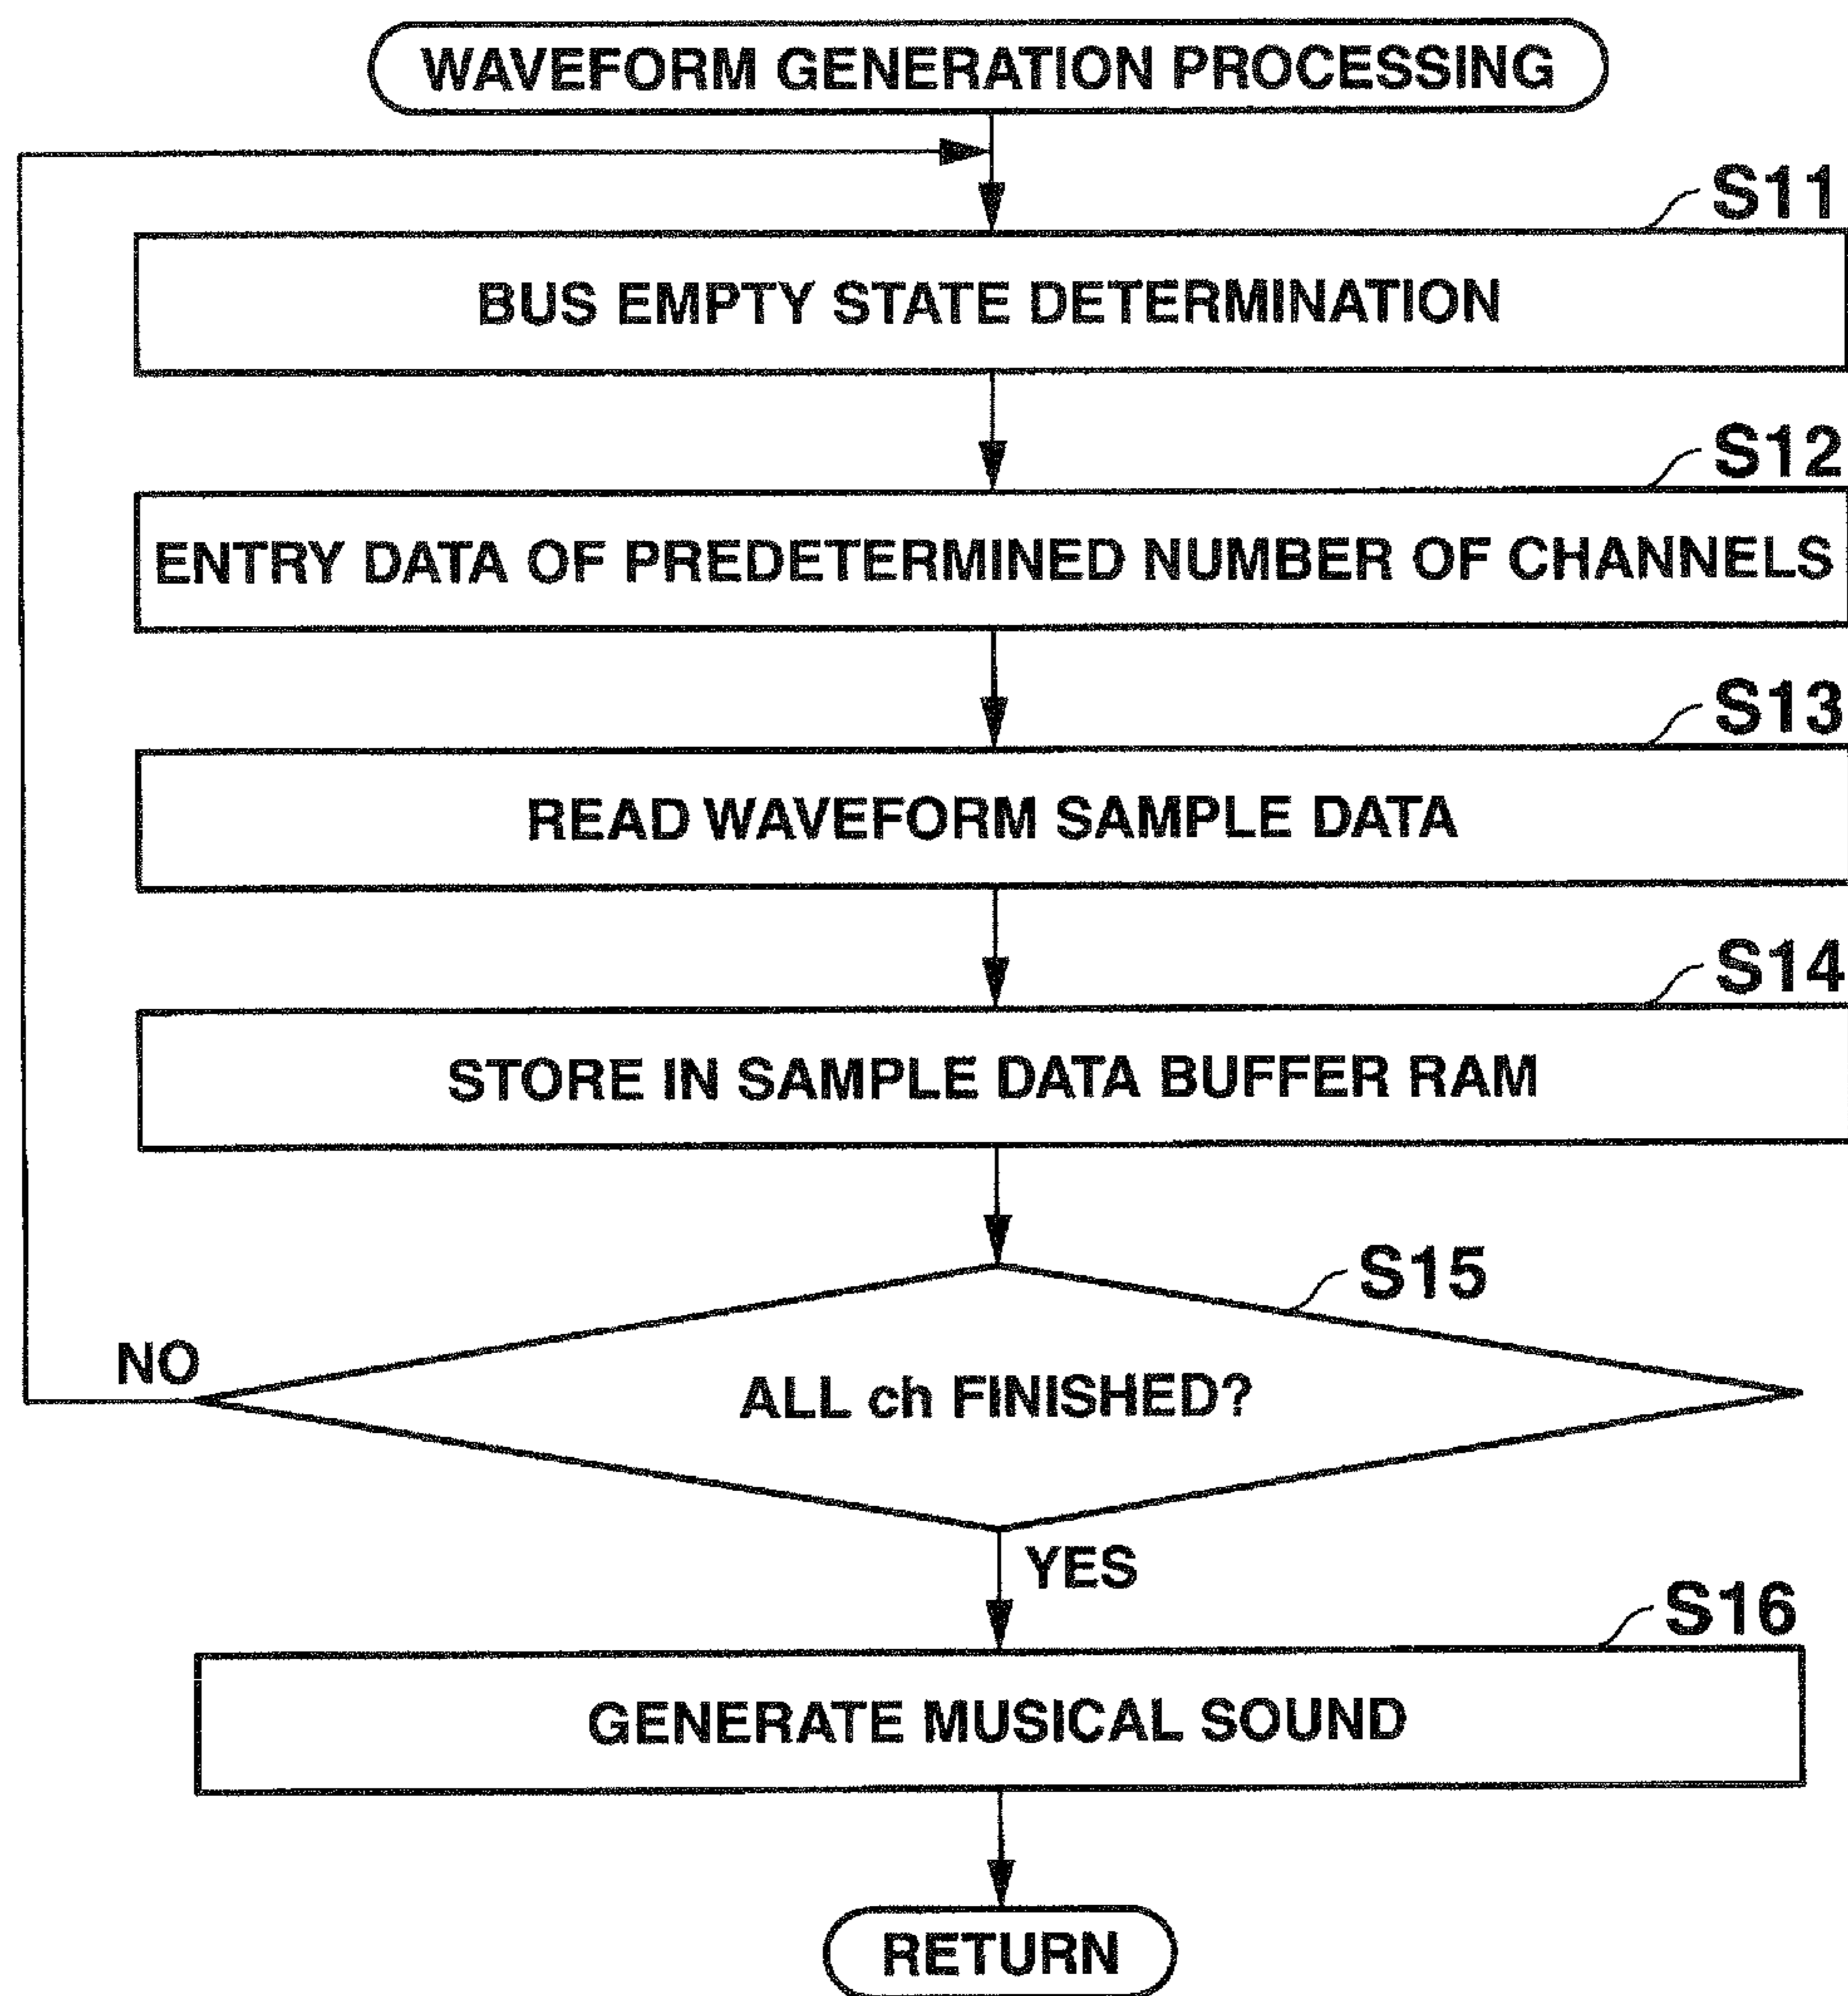 WAVEFORM GENERATION PROCESSING
S11
BUS EMPTY STATE DETERMINATION
S12
ENTRY DATA OF PREDETERMINED NUMBER OF CHANNELS
S13
READ WAVEFORM SAMPLE DATA
S14
STORE IN SAMPLE DATA BUFFER RAM
S15
NO
ALL ch FINISHED?
YES
S16
GENERATE MUSICAL SOUND
RETURN